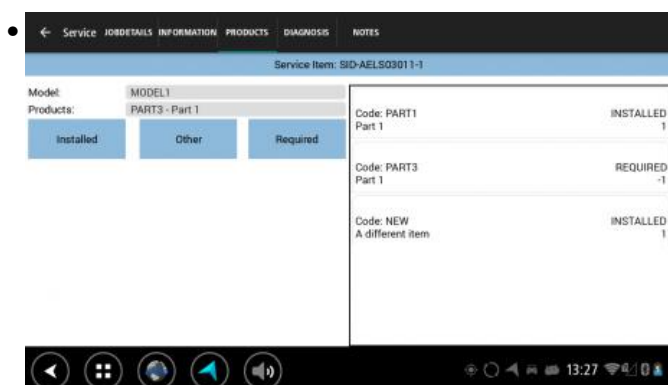 Service JOBDETAILS INFORMATION PRODUCTS DIAGNOSIS NOTES
Service Item: SID-AELS03011-1
Model: MODEL1
Products: PART3 - Part 1
Installed Other Required
Code: PART1 INSTALLED
Part 1 1
Code: PART3 REQUIRED
Part 1 -1
Code: NEW INSTALLED
A different item 1
13:27